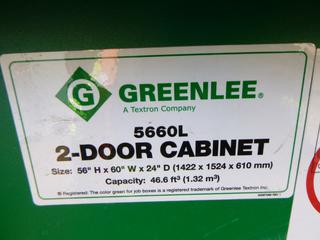 G GREENLEE®
A Textron Company
5660L
2-DOOR CABINET
Size: 56" H x 60" W x 24" D (1422 x 1524 x 610 mm)
Capacity: 46.6 ft³ (1.32 m³)
® Registered: The color green for job boxes is a registered trademark of Greenlee Textron Inc.